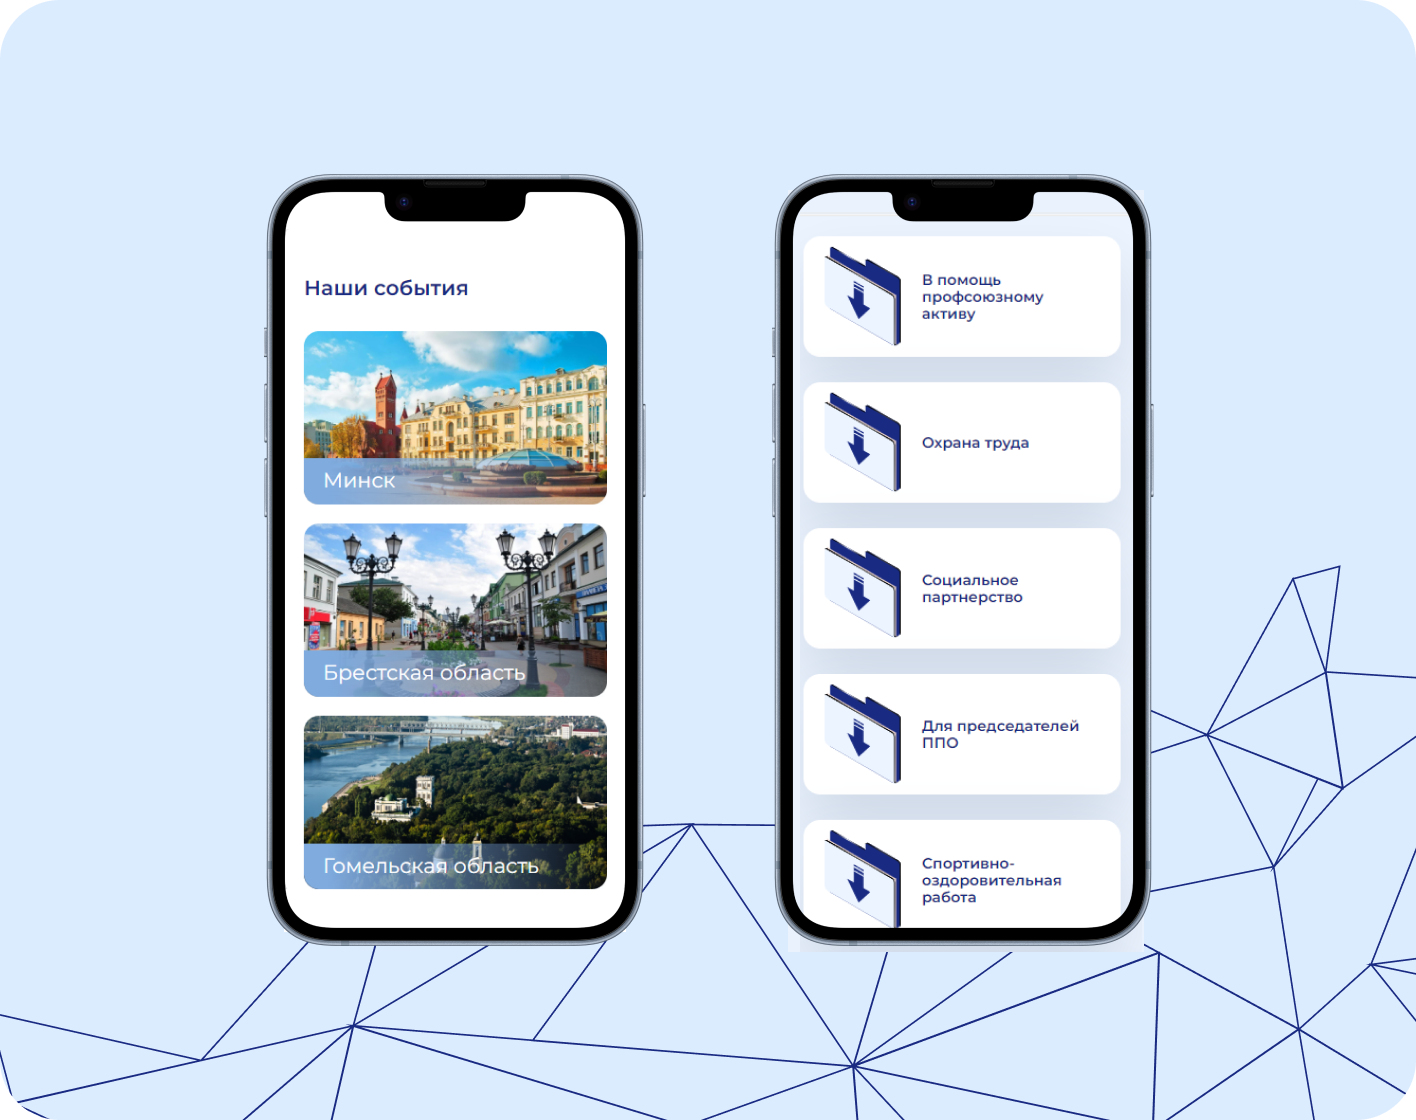 Наши события
Минск
Брестская область
Гомельская область
В помощь
профсоюзному
активу
Охрана труда
Социальное
партнерство
Для председателей
ППО
Спортивно-
оздоровительная
работа